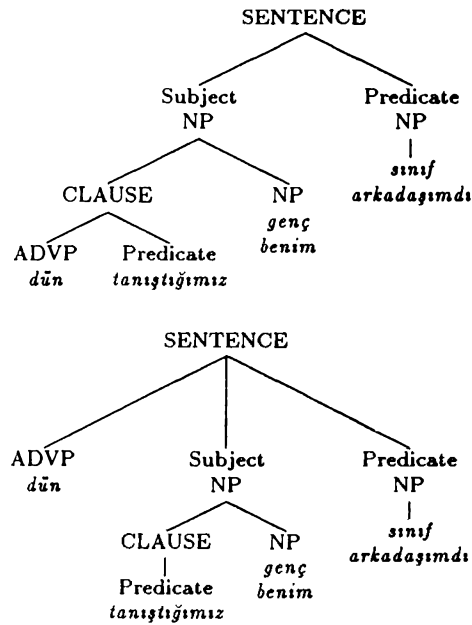 SENTENCE
Subject Predicate
NP NP
sınıf
arkadaşımdı
CLAUSE NP
genç
benim
ADVP Predicate
dün tanıştığımız
SENTENCE
ADVP Subject Predicate
dün NP NP
sınıf
arkadaşımdı
CLAUSE NP
genç
benim
Predicate
tanıştığımız